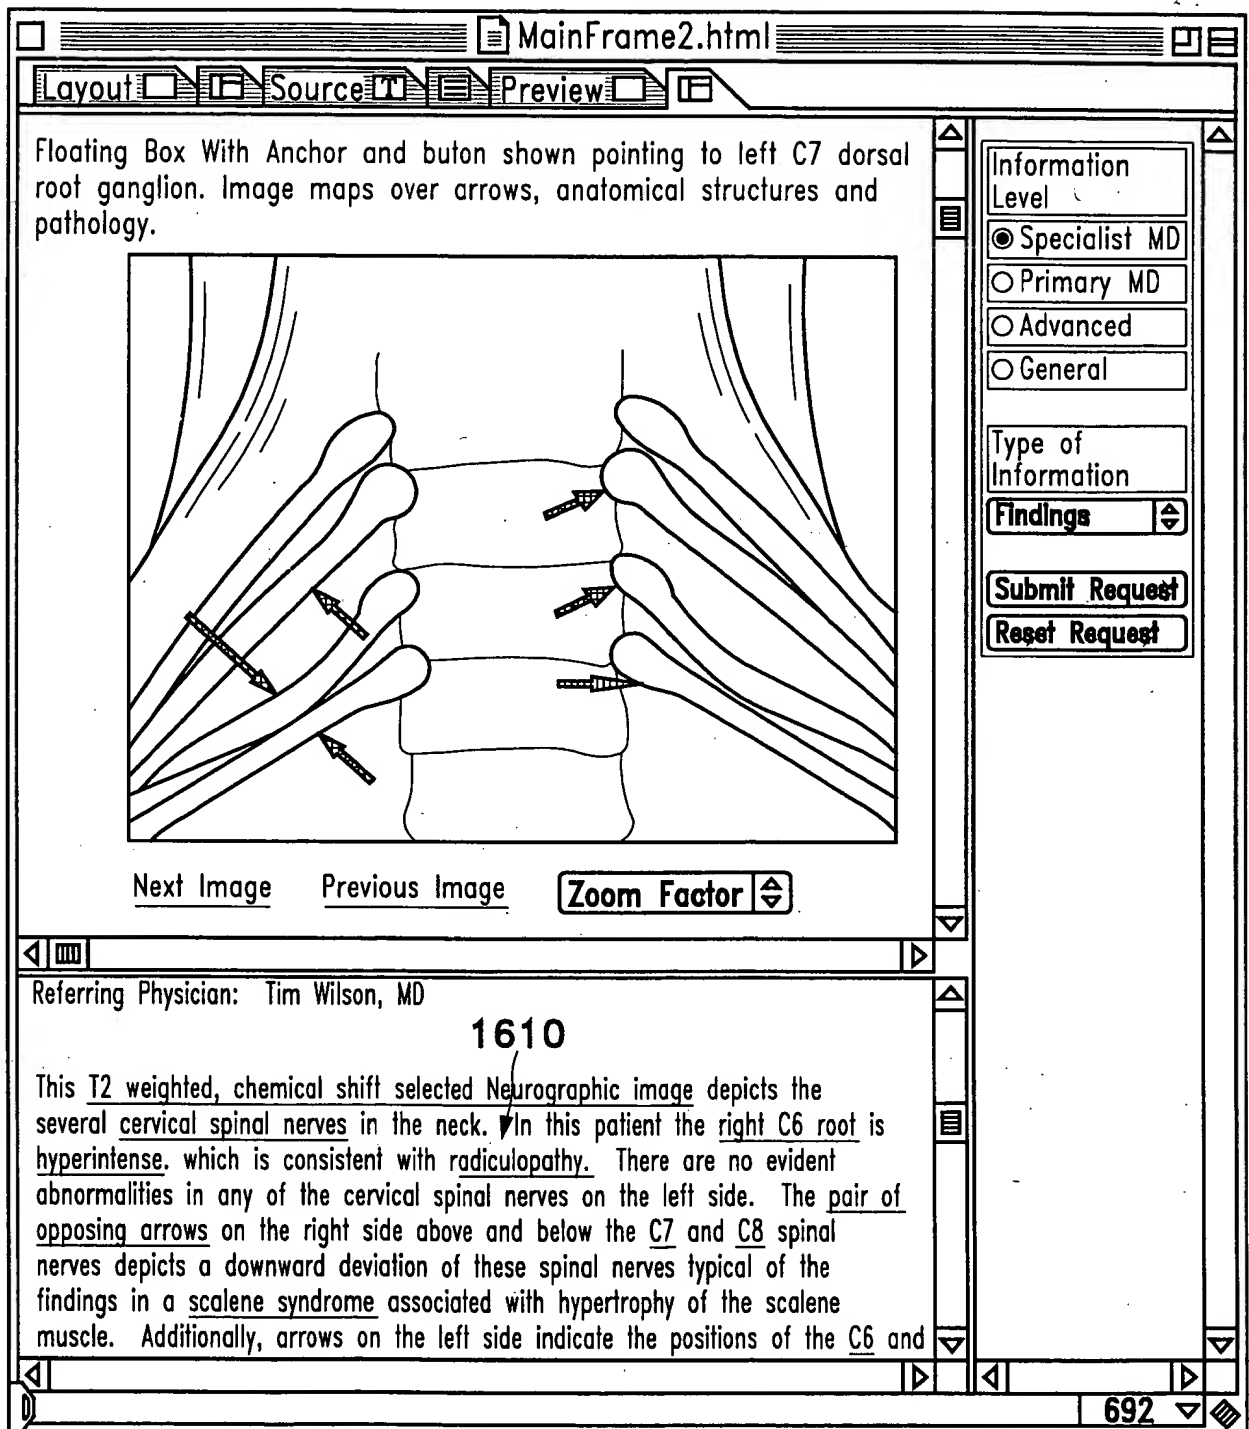 MainFrame2.html
Layout
Source T
Preview
Floating Box With Anchor and buton shown pointing to left C7 dorsal
root ganglion. Image maps over arrows, anatomical structures and
pathology.
Next Image Previous Image Zoom Factor
Information
Level
Specialist MD
Primary MD
Advanced
General
Type of
Information
Findings
Submit Request
Reset Request
Referring Physician: Tim Wilson, MD
1610
This T2 weighted, chemical shift selected Neurographic image depicts the
several cervical spinal nerves in the neck. In this patient the right C6 root is
hyperintense. which is consistent with radiculopathy. There are no evident
abnormalities in any of the cervical spinal nerves on the left side. The pair of
opposing arrows on the right side above and below the C7 and C8 spinal
nerves depicts a downward deviation of these spinal nerves typical of the
findings in a scalene syndrome associated with hypertrophy of the scalene
muscle. Additionally, arrows on the left side indicate the positions of the C6 and
692